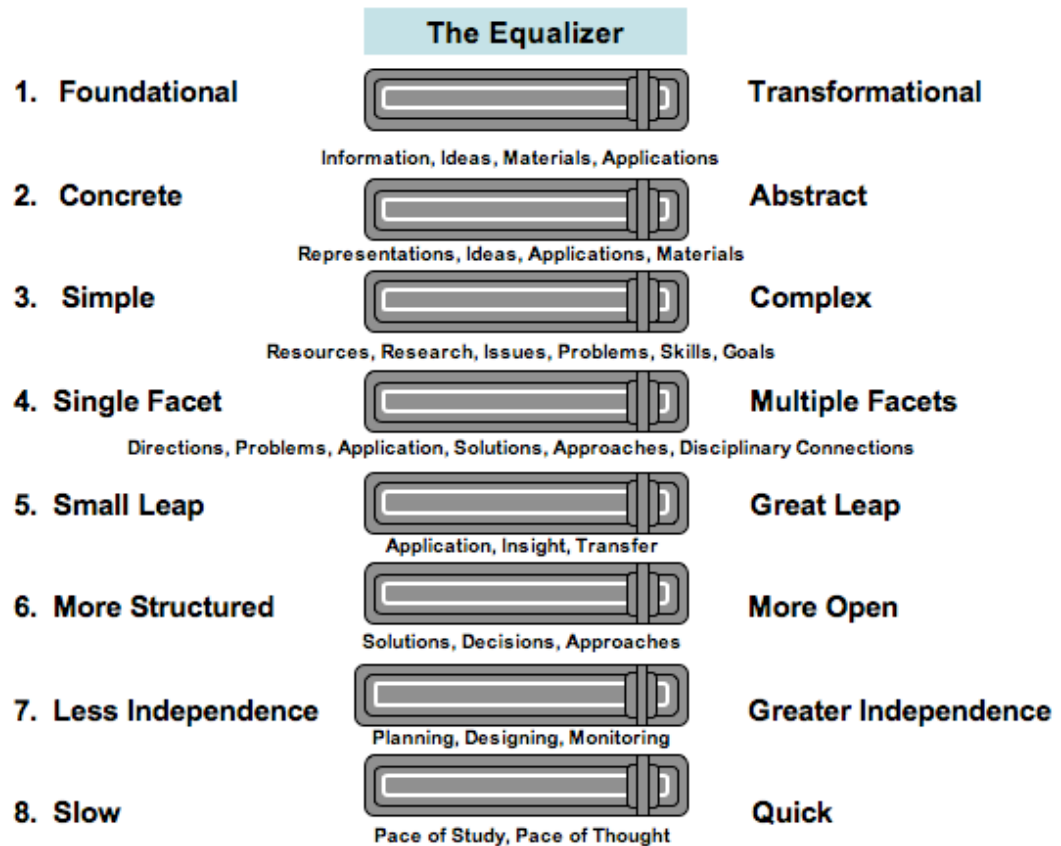 The Equalizer
1. Foundational Transformational
Information, Ideas, Materials, Applications
2. Concrete Abstract
Representations, Ideas, Applications, Materials
3. Simple Complex
Resources, Research, Issues, Problems, Skills, Goals
4. Single Facet Multiple Facets
Directions, Problems, Application, Solutions, Approaches, Disciplinary Connections
5. Small Leap Great Leap
Application, Insight, Transfer
6. More Structured More Open
Solutions, Decisions, Approaches
7. Less Independence Greater Independence
Planning, Designing, Monitoring
8. Slow Quick
Pace of Study, Pace of Thought